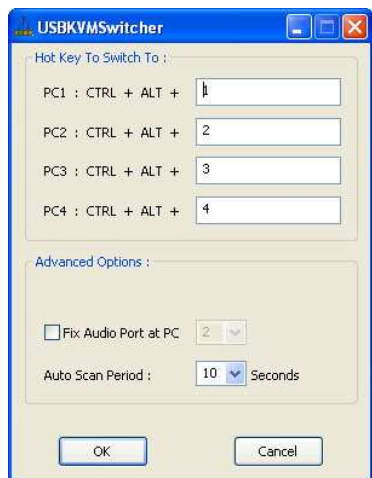 USBKVMSwitcher
Hot Key To Switch To :
PC1 : CTRL + ALT + 1
PC2 : CTRL + ALT + 2
PC3 : CTRL + ALT + 3
PC4 : CTRL + ALT + 4
Advanced Options :
Fix Audio Port at PC 2
Auto Scan Period : 10 Seconds
OK Cancel